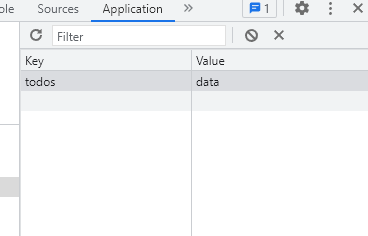 ole Sources Application 1
Filter
Key Value
todos data